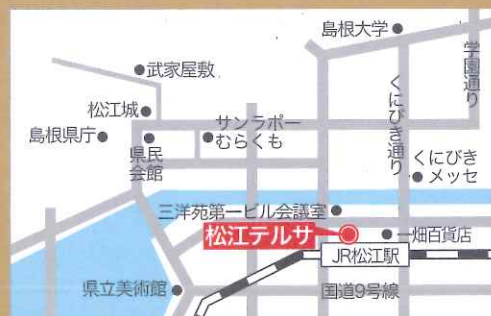 島根大学
学園通り
武家屋敷
くにびき通り
松江城
サンラポー
むらくも
島根県庁
県民
会館
くにびき
メッセ
三洋苑第一ビル会議室
松江テルサ
一畑百貨店
JR松江駅
県立美術館
国道9号線